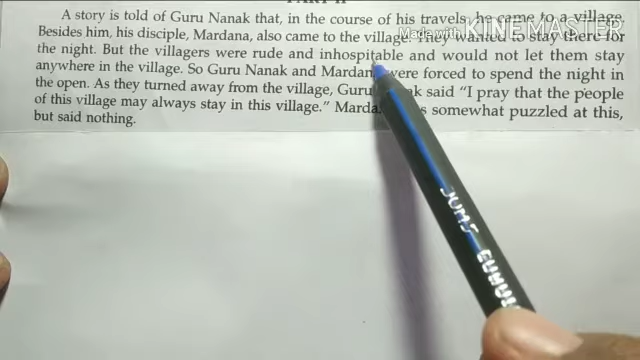 A story is told of Guru Nanak that, in the course of his travels, he came to a village.
Besides him, his disciple, Mardana, also came to the village. They wanted to stay there for
the night. But the villagers were rude and inhospitable and would not let them stay
anywhere in the village. So Guru Nanak and Mardana were forced to spend the night in
the open. As they turned away from the village, Guru Nanak said “I pray that the people
of this village may always stay in this village.” somewhat puzzled at this,
but said nothing.
Made with KINEMASTER